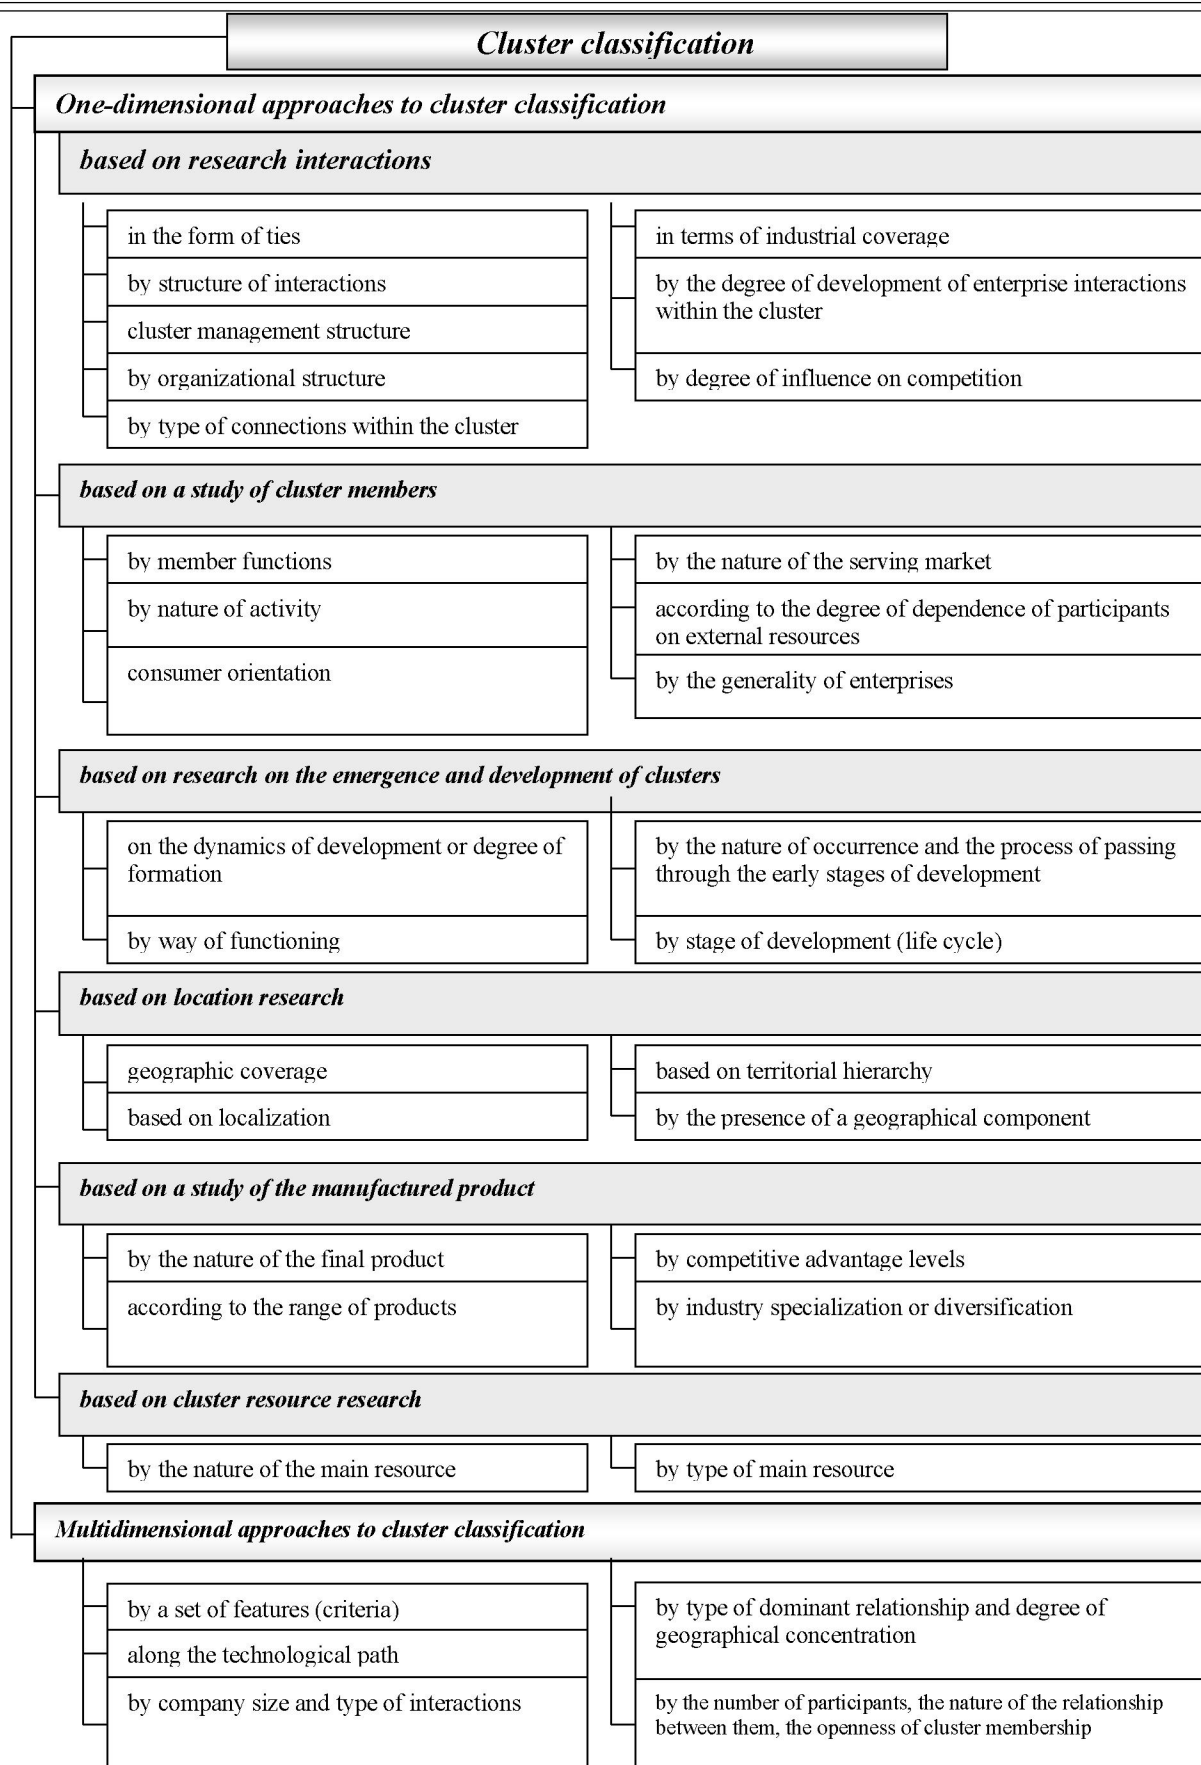 Cluster classification
One-dimensional approaches to cluster classification
based on research interactions
in the form of ties
by structure of interactions
cluster management structure
by organizational structure
by type of connections within the cluster
in terms of industrial coverage
by the degree of development of enterprise interactions
within the cluster
by degree of influence on competition
based on a study of cluster members
by member functions
by nature of activity
consumer orientation
by the nature of the serving market
according to the degree of dependence of participants
on external resources
by the generality of enterprises
based on research on the emergence and development of clusters
on the dynamics of development or degree of
formation
by way of functioning
by the nature of occurrence and the process of passing
through the early stages of development
by stage of development (life cycle)
based on location research
geographic coverage
based on localization
based on territorial hierarchy
by the presence of a geographical component
based on a study of the manufactured product
by the nature of the final product
according to the range of products
by competitive advantage levels
by industry specialization or diversification
based on cluster resource research
by the nature of the main resource
by type of main resource
Multidimensional approaches to cluster classification
by a set of features (criteria)
along the technological path
by company size and type of interactions
by type of dominant relationship and degree of
geographical concentration
by the number of participants, the nature of the relationship
between them, the openness of cluster membership